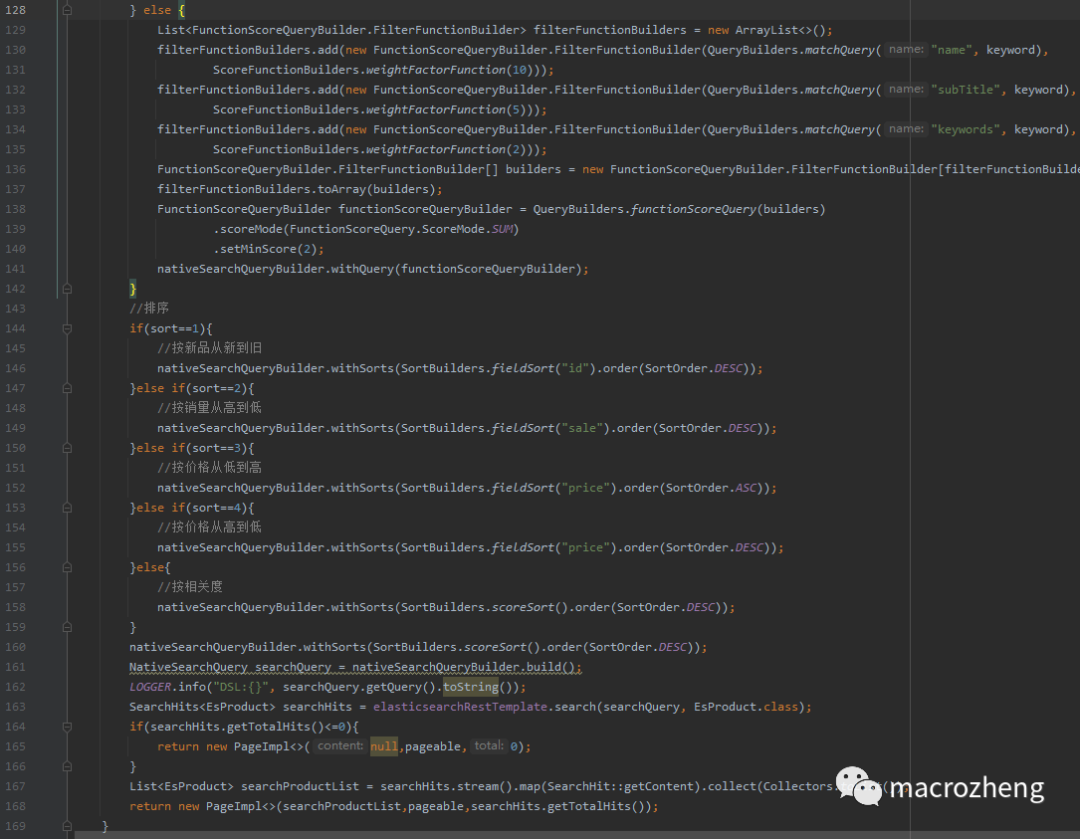 128 } else {
129 List<FunctionScoreQueryBuilder.FilterFunctionBuilder> filterFunctionBuilders = new ArrayList<>();
130 filterFunctionBuilders.add(new FunctionScoreQueryBuilder.FilterFunctionBuilder(QueryBuilders.matchQuery( name: "name", keyword),
131 ScoreFunctionBuilders.weightFactorFunction(10)));
132 filterFunctionBuilders.add(new FunctionScoreQueryBuilder.FilterFunctionBuilder(QueryBuilders.matchQuery( name: "subTitle", keyword),
133 ScoreFunctionBuilders.weightFactorFunction(5)));
134 filterFunctionBuilders.add(new FunctionScoreQueryBuilder.FilterFunctionBuilder(QueryBuilders.matchQuery( name: "keywords", keyword),
135 ScoreFunctionBuilders.weightFactorFunction(2)));
136 FunctionScoreQueryBuilder.FilterFunctionBuilder[] builders = new FunctionScoreQueryBuilder.FilterFunctionBuilder[filterFunctionBuilde
137 filterFunctionBuilders.toArray(builders);
138 FunctionScoreQueryBuilder functionScoreQueryBuilder = QueryBuilders.functionScoreQuery(builders)
139 .scoreMode(FunctionScoreQuery.ScoreMode.SUM)
140 .setMinScore(2);
141 nativeSearchQueryBuilder.withQuery(functionScoreQueryBuilder);
142 }
143 //排序
144 if(sort==1){
145 //按新品从新到旧
146 nativeSearchQueryBuilder.withSorts(SortBuilders.fieldSort("id").order(SortOrder.DESC));
147 }else if(sort==2){
148 //按销量从高到低
149 nativeSearchQueryBuilder.withSorts(SortBuilders.fieldSort("sale").order(SortOrder.DESC));
150 }else if(sort==3){
151 //按价格从低到高
152 nativeSearchQueryBuilder.withSorts(SortBuilders.fieldSort("price").order(SortOrder.ASC));
153 }else if(sort==4){
154 //按价格从高到低
155 nativeSearchQueryBuilder.withSorts(SortBuilders.fieldSort("price").order(SortOrder.DESC));
156 }else{
157 //按相关度
158 nativeSearchQueryBuilder.withSorts(SortBuilders.scoreSort().order(SortOrder.DESC));
159 }
160 nativeSearchQueryBuilder.withSorts(SortBuilders.scoreSort().order(SortOrder.DESC));
161 NativeSearchQuery searchQuery = nativeSearchQueryBuilder.build();
162 LOGGER.info("DSL:{}", searchQuery.getQuery().toString());
163 SearchHits<EsProduct> searchHits = elasticsearchRestTemplate.search(searchQuery, EsProduct.class);
164 if(searchHits.getTotalHits()<=0){
165 return new PageImpl<>( content: null,pageable, total: 0);
166 }
167 List<EsProduct> searchProductList = searchHits.stream().map(SearchHit::getContent).collect(Collectors.
168 return new PageImpl<>(searchProductList,pageable,searchHits.getTotalHits());
169 }
macrozheng